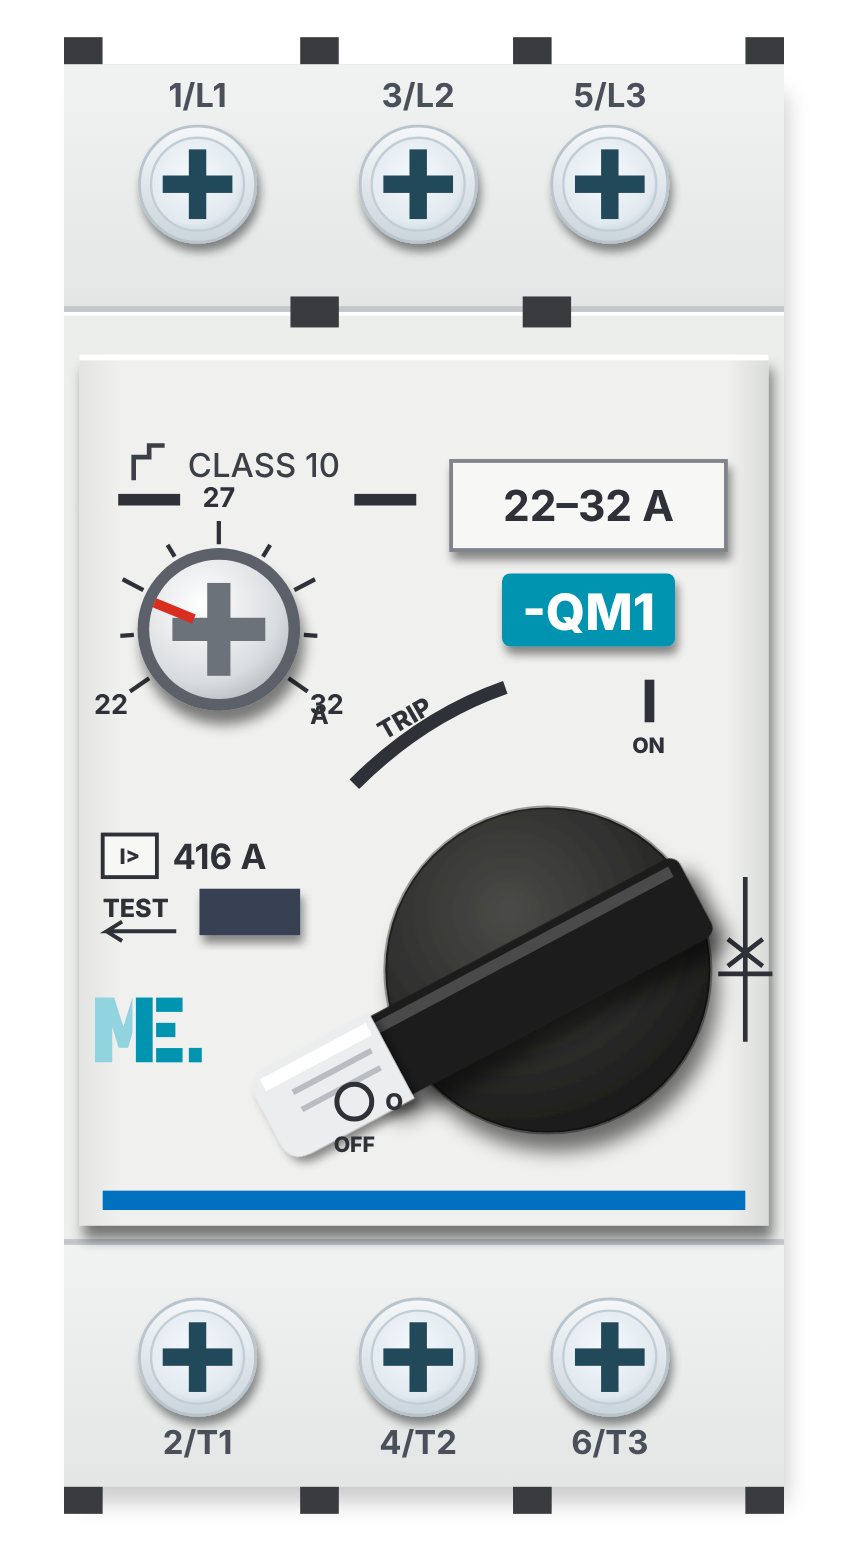 1/L1 3/L2 5/L3
CLASS 10
27
22–32 A
-QM1
22
32
A
TRIP
ON
I> 416 A
TEST
ME.
O
OFF
2/T1 4/T2 6/T3